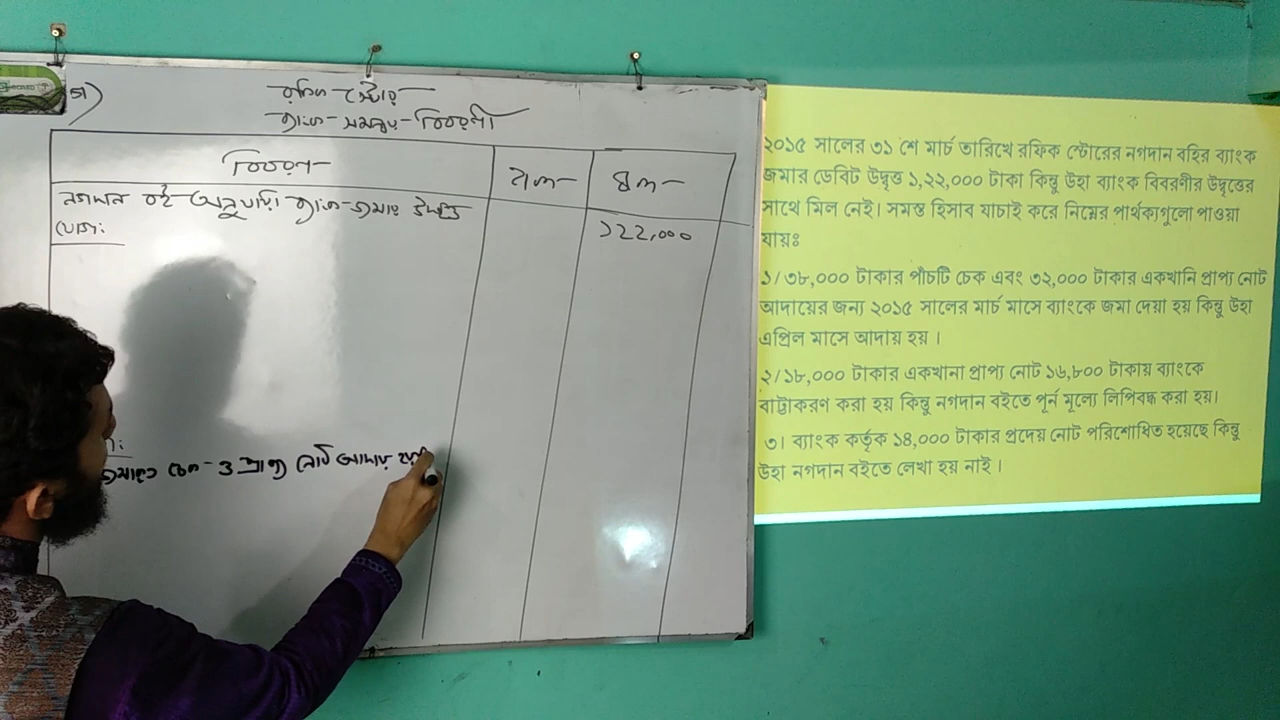 গ)
রফিক স্টোর
ব্যাংক সমন্বয় বিবরণী
বিবরণ
টাকা
টাকা
নগদান বই অনুযায়ী ব্যাংক জমার উদ্বৃত্ত
১২২,০০০
যোগ:
চেক ও প্রাপ্য নোট আদায়
২০১৫ সালের ৩১ শে মার্চ তারিখে রফিক স্টোরের নগদান বহির ব্যাংক
জমার ডেবিট উদ্বৃত্ত ১,২২,০০০ টাকা কিন্তু উহা ব্যাংক বিবরণীর উদ্বৃত্তের
সাথে মিল নেই। সমস্ত হিসাব যাচাই করে নিম্নের পার্থক্যগুলো পাওয়া
যায়ঃ
১/৩৮,০০০ টাকার পাঁচটি চেক এবং ৩২,০০০ টাকার একখানি প্রাপ্য নোট
আদায়ের জন্য ২০১৫ সালের মার্চ মাসে ব্যাংকে জমা দেয়া হয় কিন্তু উহা
এপ্রিল মাসে আদায় হয় ।
২/১৮,০০০ টাকার একখানা প্রাপ্য নোট ১৬,৮০০ টাকায় ব্যাংকে
বাট্টাকরণ করা হয় কিন্তু নগদান বইতে পূর্ন মূল্যে লিপিবদ্ধ করা হয়।
৩। ব্যাংক কর্তৃক ১৪,০০০ টাকার প্রদেয় নোট পরিশোধিত হয়েছে কিন্তু
উহা নগদান বইতে লেখা হয় নাই ।